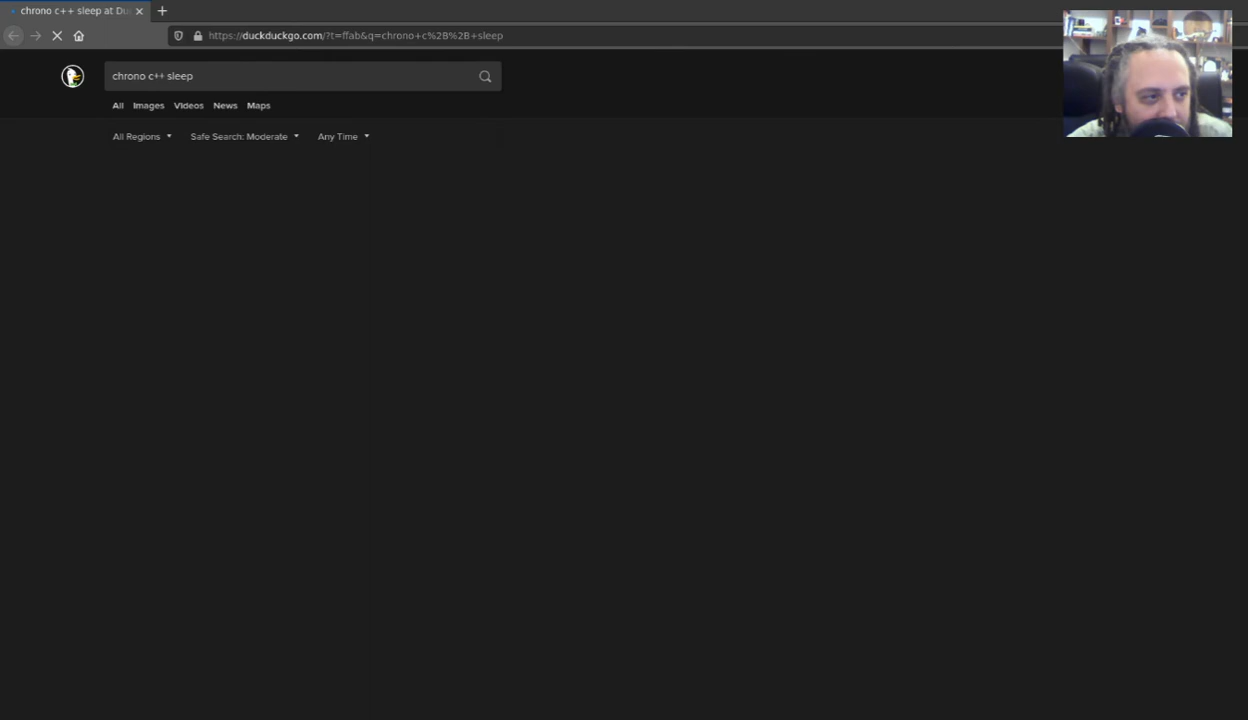 chrono c++ sleep at Du
https://duckduckgo.com/?t=ffab&q=chrono+c%2B%2B+sleep
chrono c++ sleep
All Images Videos News Maps
All Regions Safe Search: Moderate Any Time